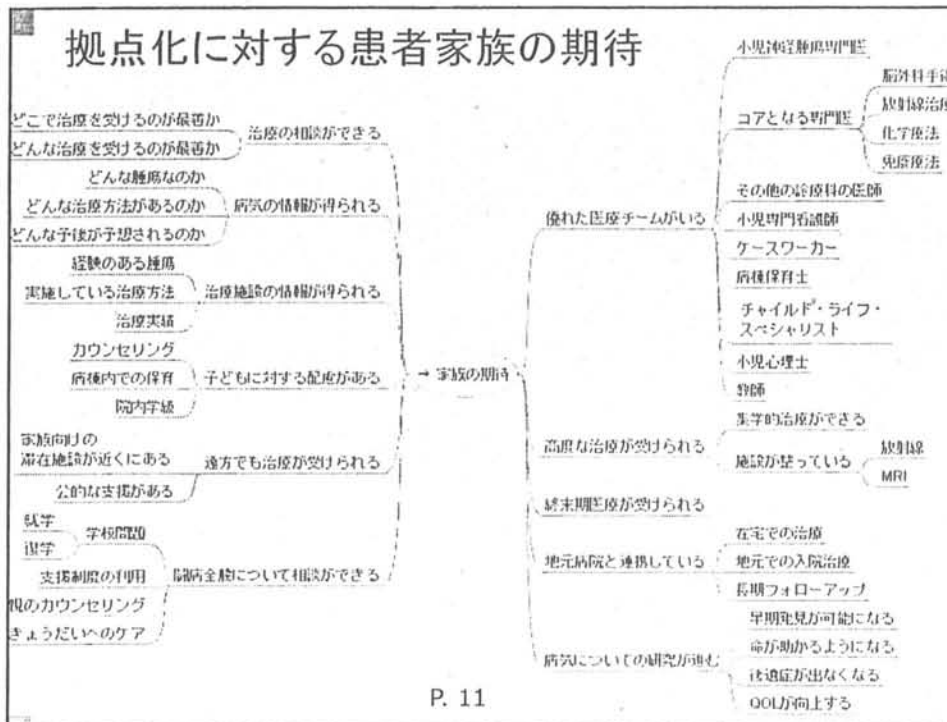 拠点化に対する患者家族の期待
どこで治療を受けるのが最善か
どんな治療を受けるのが最善か
治療の相談ができる
どんな腫瘍なのか
どんな治療方法があるのか
どんな予後が予想されるのか
病気の情報が得られる
経験のある腫瘍
実施している治療方法
治療実績
治療施設の情報が得られる
カウンセリング
病棟内での保育
院内学級
子どもに対する配慮がある
家族向けの
滞在施設が近くにある
公的な支援がある
遠方でも治療が受けられる
就学
復学
学校問題
支援制度の利用
親のカウンセリング
きょうだいへのケア
闘病全般について相談ができる
→ 家族の期待
小児神経腫瘍専門医
コアとなる専門医
脳外科手術
放射線治療
化学療法
免疫療法
優れた医療チームがいる
その他の診療科の医師
小児専門看護師
ケースワーカー
病棟保育士
チャイルド・ライフ・
スペシャリスト
小児心理士
教師
高度な治療が受けられる
集学的治療ができる
施設が整っている
放射線
MRI
終末期医療が受けられる
地元病院と連携している
在宅での治療
地元での入院治療
長期フォローアップ
病気についての研究が進む
早期発見が可能になる
命が助かるようになる
後遺症が出なくなる
QOLが向上する
P. 11